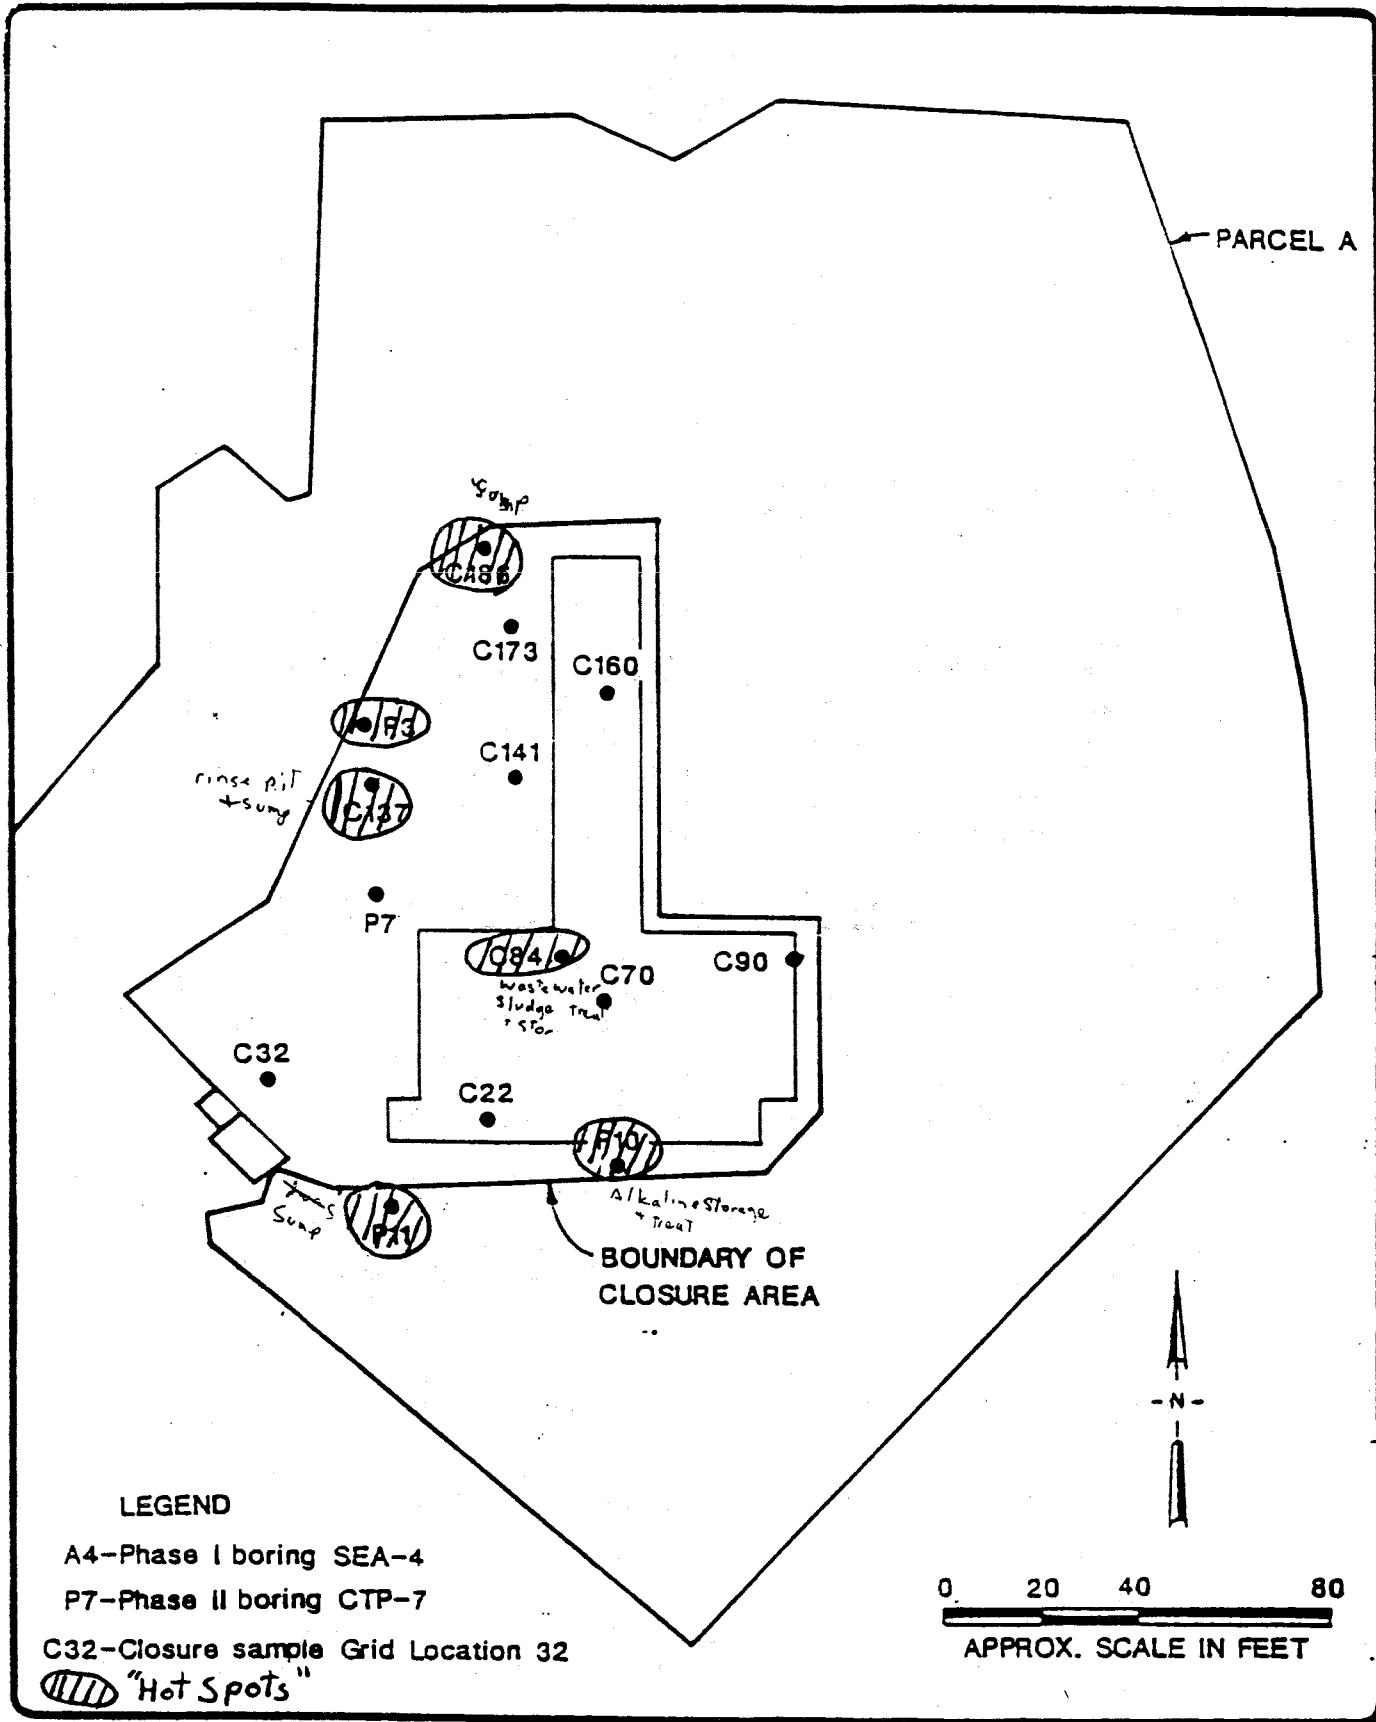 PARCEL A
Sump
C186
C173
C160
P3
C141
rinse pit
+ sump
C137
P7
C84
C70
C90
wastewater
sludge treat
+ stor
C32
C22
P10
Sump
P11
Alkaline storage
+ treat
BOUNDARY OF
CLOSURE AREA
-N-
LEGEND
A4-Phase I boring SEA-4
P7-Phase II boring CTP-7
C32-Closure sample Grid Location 32
"Hot Spots"
0 20 40 80
APPROX. SCALE IN FEET